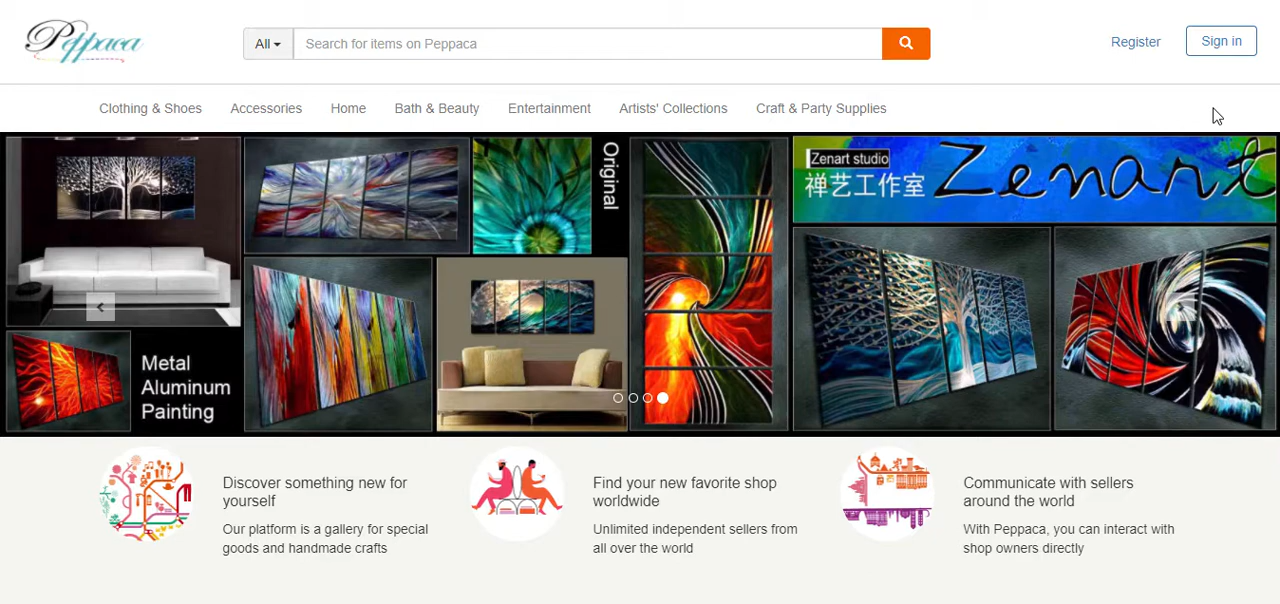 Peppaca
All
Search for items on Peppaca
Register
Sign in
Clothing & Shoes
Accessories
Home
Bath & Beauty
Entertainment
Artists' Collections
Craft & Party Supplies
Original
Zenart studio
禅艺工作室
Zenart
Metal
Aluminum
Painting
Discover something new for
yourself
Our platform is a gallery for special
goods and handmade crafts
Find your new favorite shop
worldwide
Unlimited independent sellers from
all over the world
Communicate with sellers
around the world
With Peppaca, you can interact with
shop owners directly